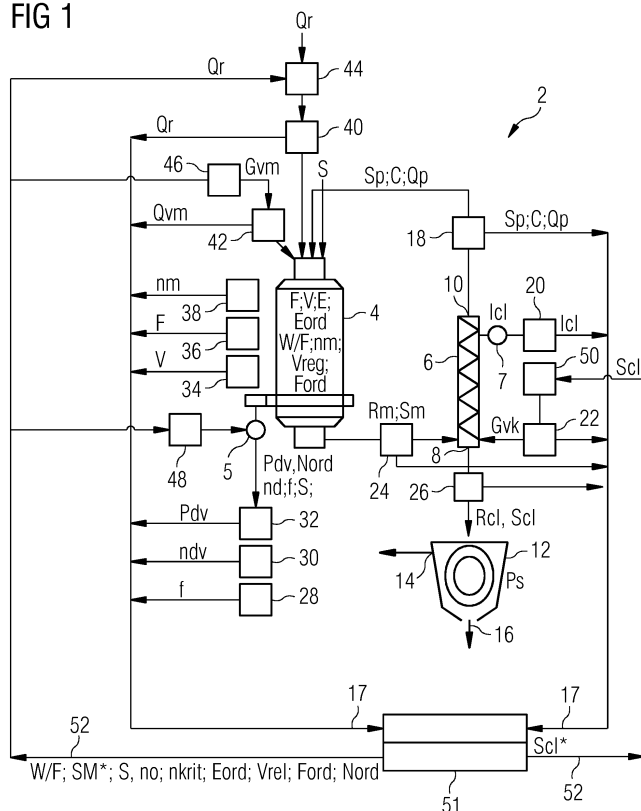 FIG 1
Qr
Qr
44
2
Qr
40
46
Gvm
S
Sp;C;Qp
Qvm
42
18
Sp;C;Qp
nm
38
F;V;E;
Eord
W/F;nm;
Vreg;
Ford
4
10
Icl
20
Icl
F
36
6
7
50
Scl
V
34
Rm;Sm
Gvk
22
48
5
24
8
Pdv,Nord
nd;f;S;
26
Rcl, Scl
Pdv
32
12
14
Ps
ndv
30
f
28
16
17
17
52
Scl*
W/F; SM*; S, no; nkrit; Eord; Vrel; Ford; Nord
51
52